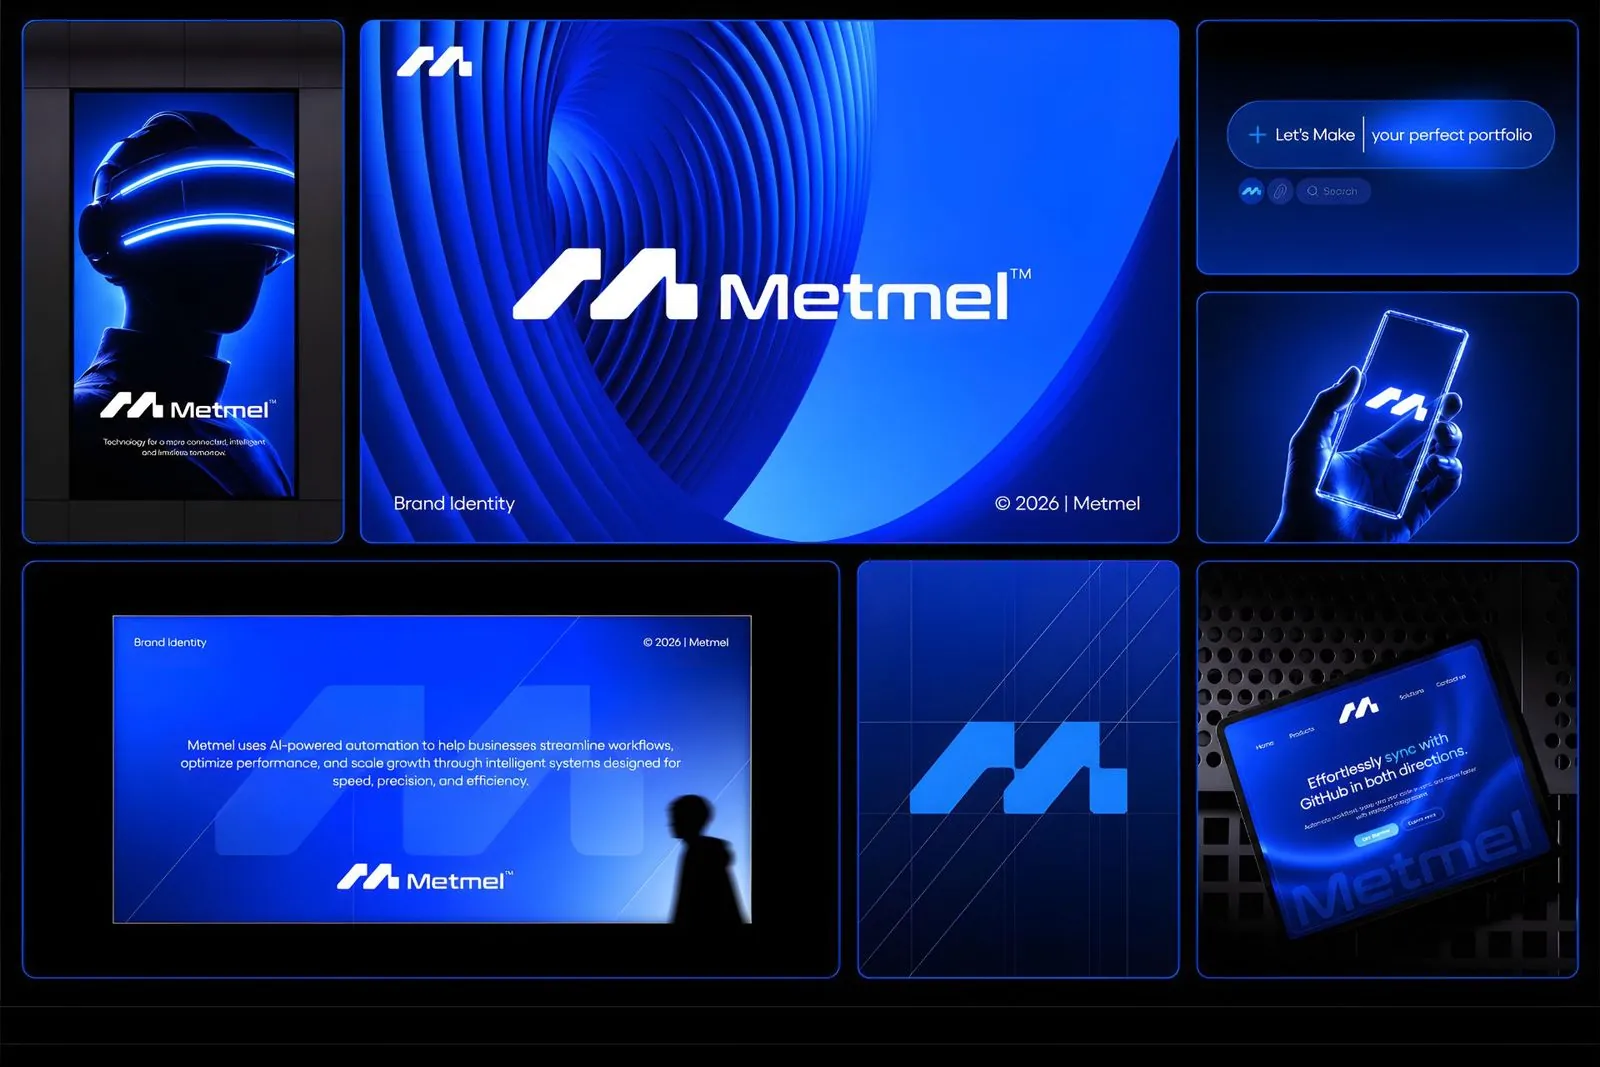 Metmel™
Technology for a more connected, intelligent
and limitless tomorrow.
Metmel™
Brand Identity
© 2026 | Metmel
Let's Make your perfect portfolio
Search
Brand Identity
© 2026 | Metmel
Metmel uses AI-powered automation to help businesses streamline workflows,
optimize performance, and scale growth through intelligent systems designed for
speed, precision, and efficiency.
Metmel™
Home
Products
Solutions
Contact us
Effortlessly sync with
GitHub in both directions.
Get Started
Metmel